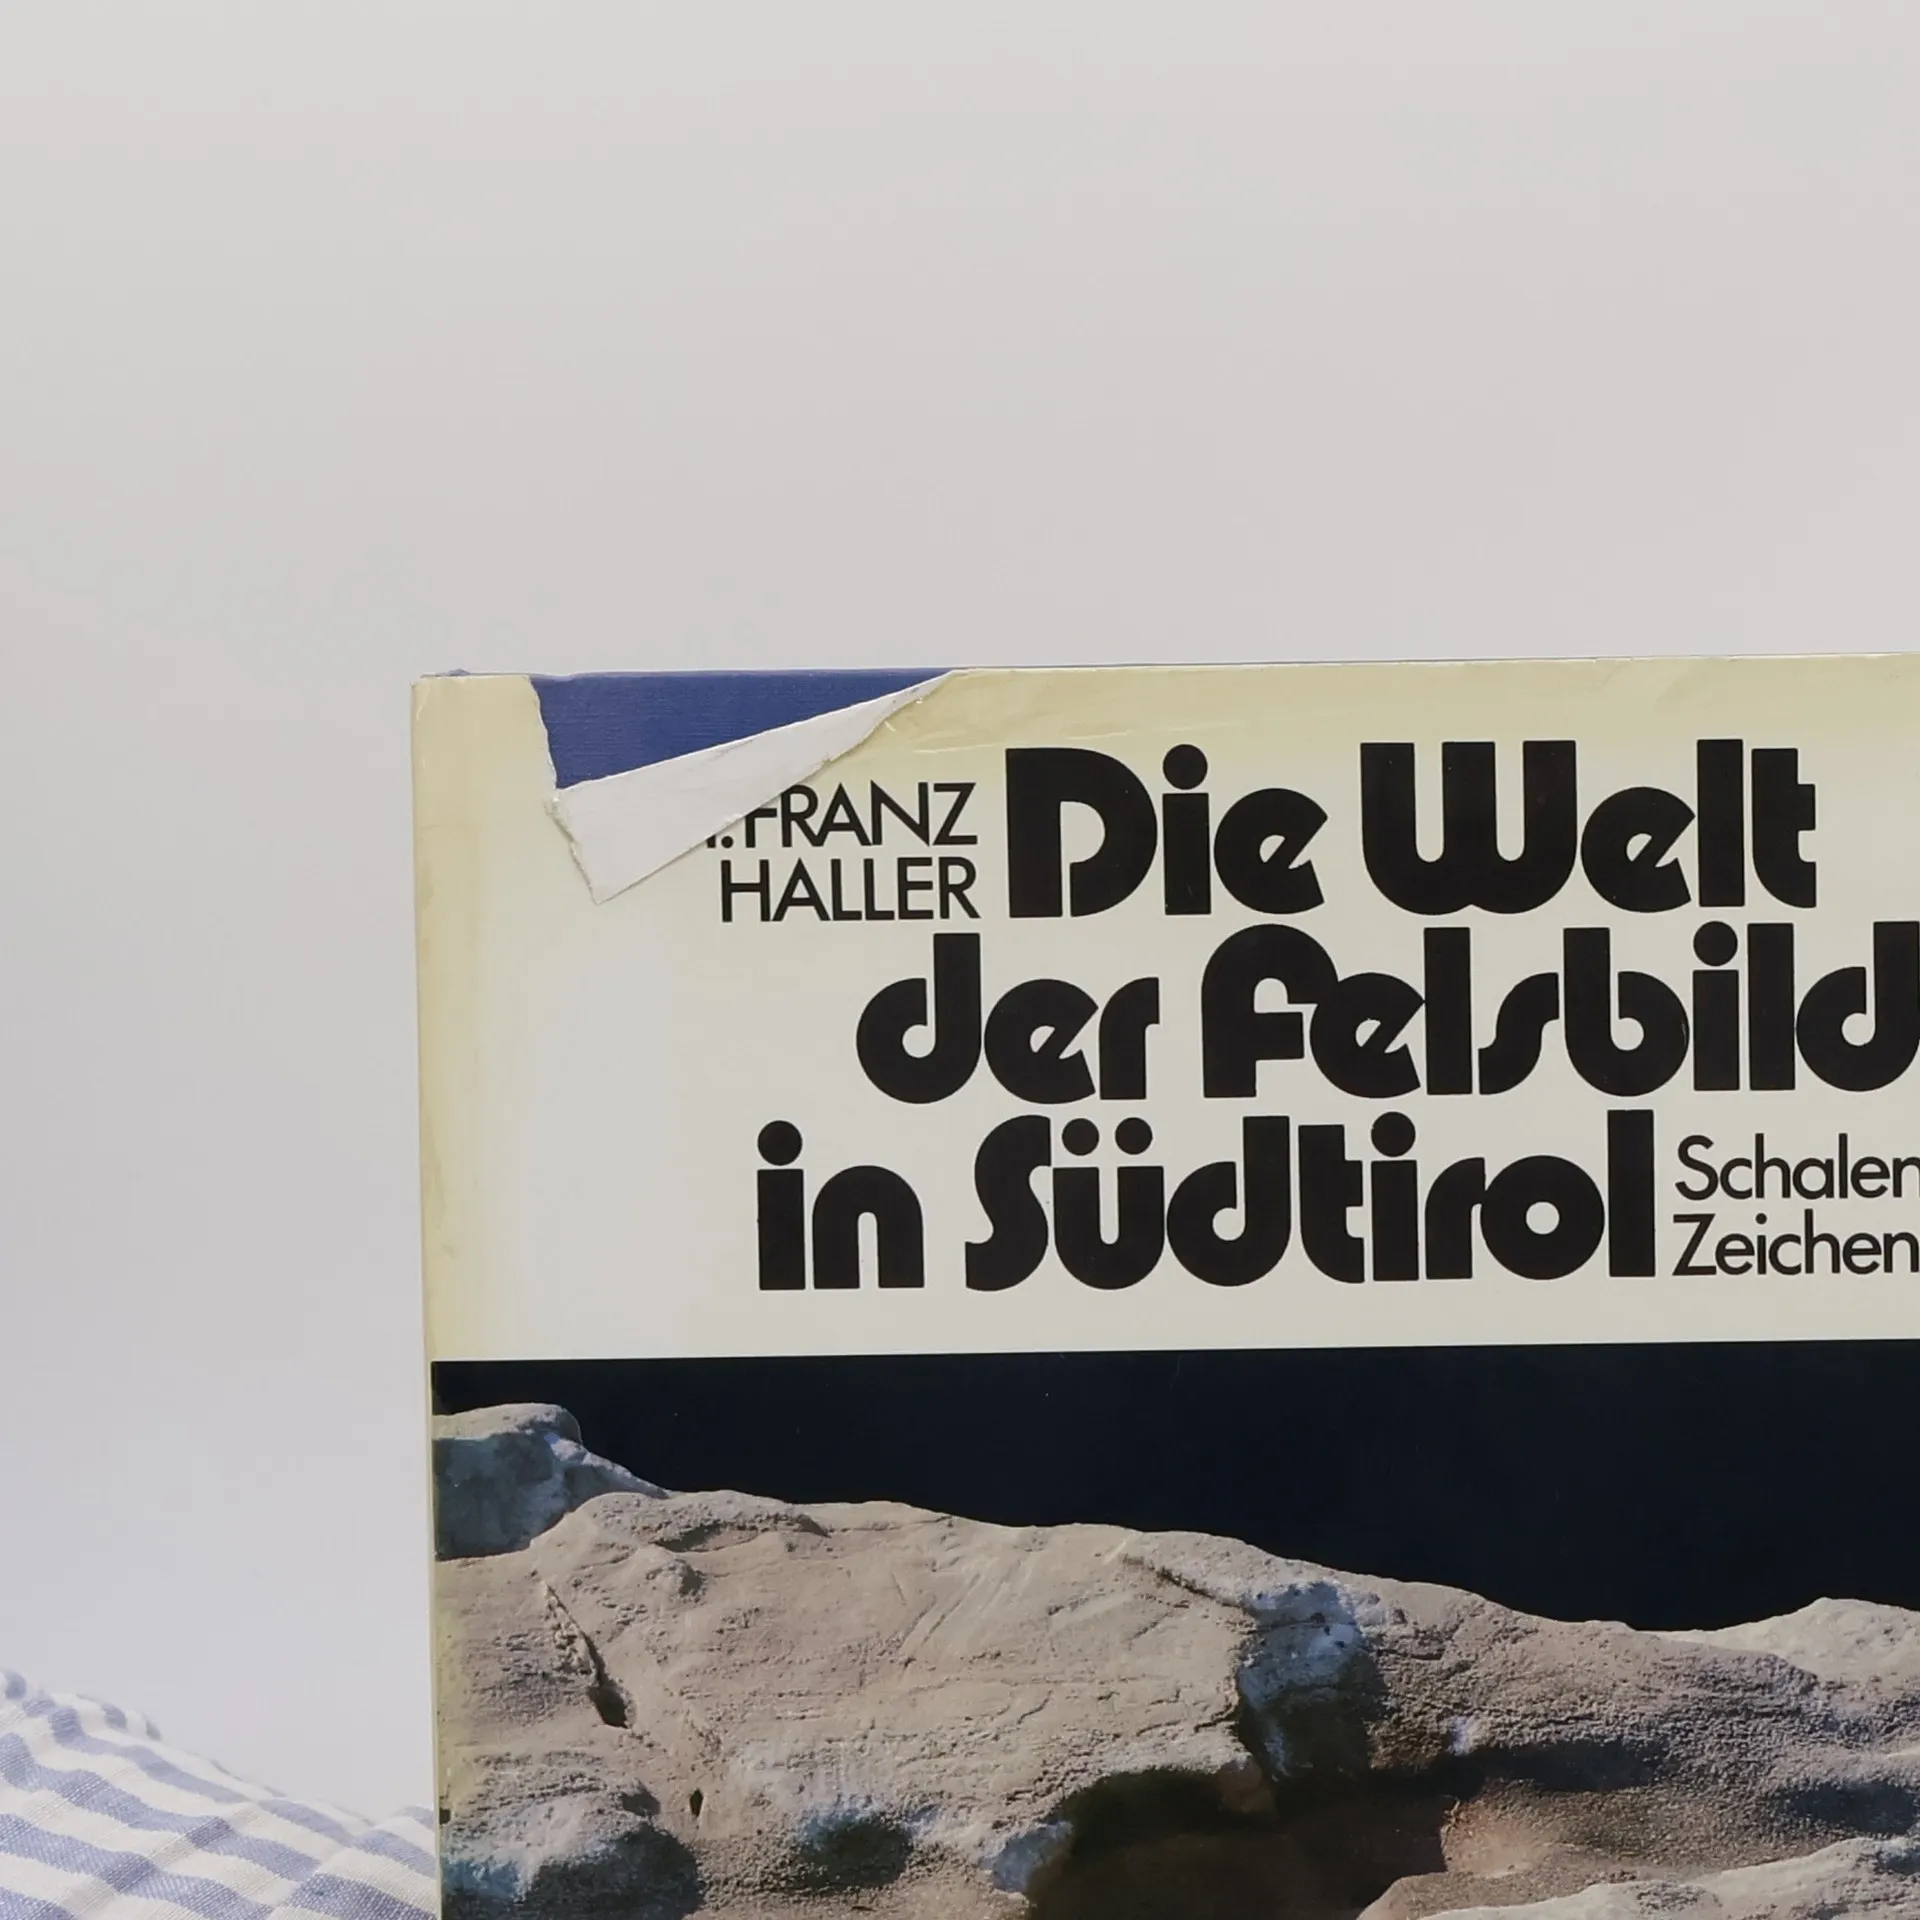 FRANZ
HALLER
Die Welt
der Felsbild
in Südtirol
Schalen
Zeichen